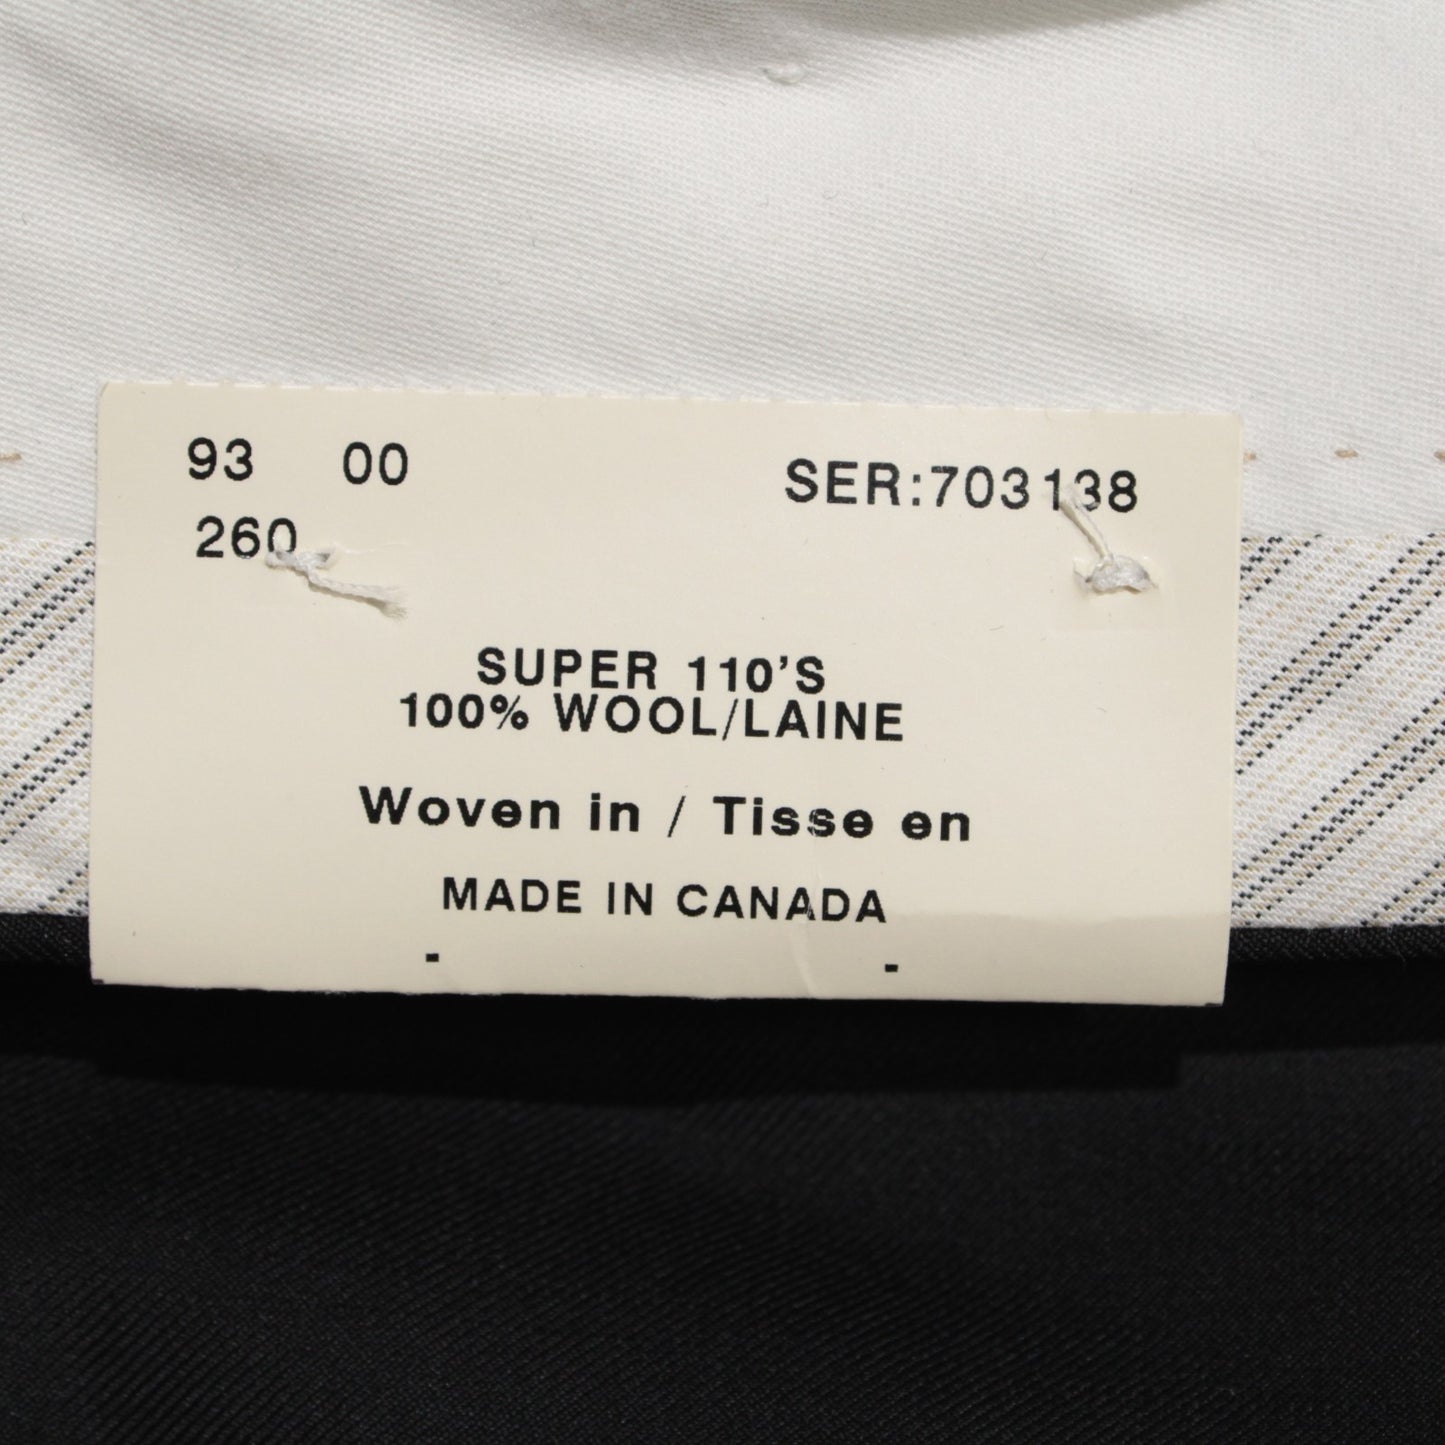 93 00 SER:703138
260
SUPER 110'S
100% WOOL/LAINE
Woven in / Tisse en
MADE IN CANADA
- -